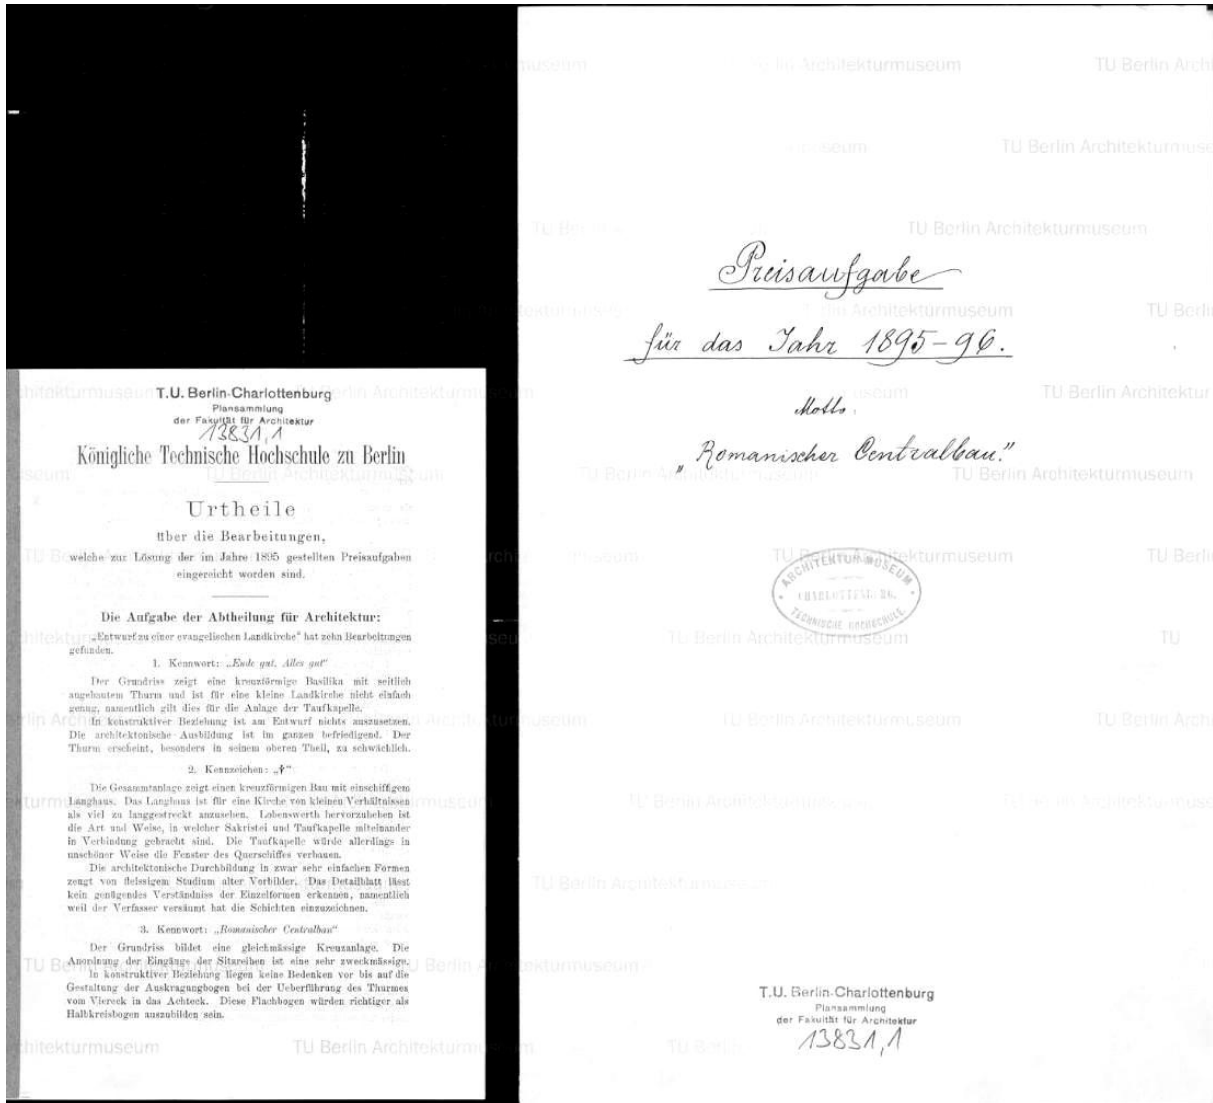 T.U. Berlin-Charlottenburg
Plansammlung
der Fakultät für Architektur
13831,1
Königliche Technische Hochschule zu Berlin
Urtheile
über die Bearbeitungen,
welche zur Lösung der im Jahre 1895 gestellten Preisaufgaben
eingereicht worden sind.
Die Aufgabe der Abtheilung für Architektur:
„Entwurf zu einer evangelischen Landkirche“ hat zehn Bearbeitungen
gefunden.
1. Kennwort: „Ende gut, Alles gut“
Der Grundriss zeigt eine kreuzförmige Basilika mit seitlich
angebautem Thurm und ist für eine kleine Landkirche nicht einfach
genug, namentlich gilt dies für die Anlage der Taufkapelle.
In konstruktiver Beziehung ist am Entwurf nichts auszusetzen.
Die architektonische Ausbildung ist im ganzen befriedigend. Der
Thurm erscheint, besonders in seinem oberen Theil, zu schwächlich.
2. Kennzeichen: „✝“
Die Gesammtanlage zeigt einen kreuzförmigen Bau mit einschiffigem
Langhaus. Das Langhaus ist für eine Kirche von kleinen Verhältnissen
als viel zu langgestreckt anzusehen. Lobenswerth hervorzuheben ist
die Art und Weise, in welcher Sakristei und Taufkapelle miteinander
in Verbindung gebracht sind. Die Taufkapelle würde allerdings in
unschöner Weise die Fenster des Querschiffes verbauen.
Die architektonische Durchbildung in zwar sehr einfachen Formen
zeugt von fleissigem Studium alter Vorbilder. Das Detailblatt lässt
kein genügendes Verständniss der Einzelformen erkennen, namentlich
weil der Verfasser versäumt hat die Schichten einzuzeichnen.
3. Kennwort: „Romanischer Centralbau“
Der Grundriss bildet eine gleichmässige Kreuzanlage. Die
Anordnung der Eingänge der Sitzreihen ist eine sehr zweckmässige.
In konstruktiver Beziehung liegen keine Bedenken vor bis auf die
Gestaltung der Auskragungbogen bei der Ueberführung des Thurmes
vom Viereck in das Achteck. Diese Flachbogen würden richtiger als
Halbkreisbogen auszubilden sein.
Preisaufgabe
für das Jahr 1895-96.
Motto:
„Romanischer Centralbau."
ARCHITEKTUR MUSEUM
CHARLOTTENBURG.
TECHNISCHE HOCHSCHULE.
T.U. Berlin-Charlottenburg
Plansammlung
der Fakultät für Architektur
13831,1
TU Berlin Architekturmuseum